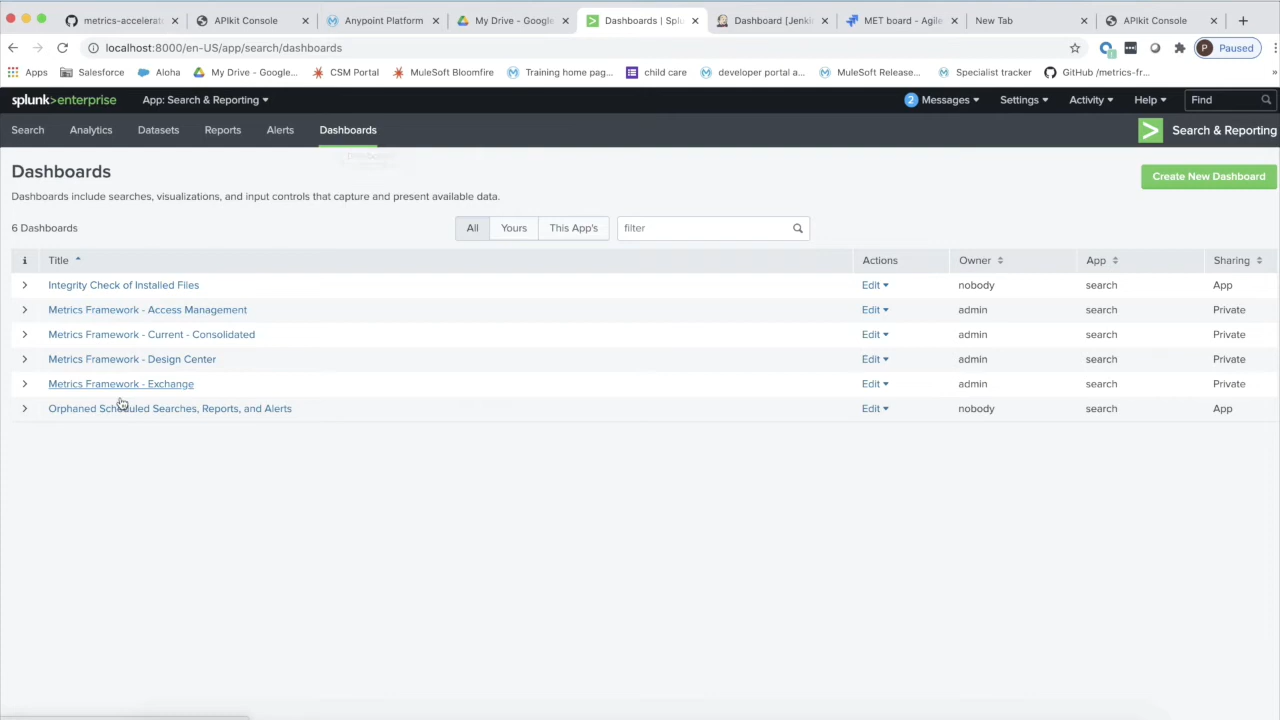 metrics-accelerato
APIkit Console
Anypoint Platform
My Drive - Google
Dashboards | Splu
Dashboard [Jenkin
MET board - Agile
New Tab
APIkit Console
localhost:8000/en-US/app/search/dashboards
P Paused
Apps
Salesforce
Aloha
My Drive - Google...
CSM Portal
MuleSoft Bloomfire
Training home pag...
child care
developer portal a...
MuleSoft Release...
Specialist tracker
GitHub /metrics-fr...
splunk>enterprise
App: Search & Reporting
2 Messages
Settings
Activity
Help
Find
Search
Analytics
Datasets
Reports
Alerts
Dashboards
Search & Reporting
Dashboards
Create New Dashboard
Dashboards include searches, visualizations, and input controls that capture and present available data.
6 Dashboards
All
Yours
This App's
filter
i Title Actions Owner App Sharing
Integrity Check of Installed Files Edit nobody search App
Metrics Framework - Access Management Edit admin search Private
Metrics Framework - Current - Consolidated Edit admin search Private
Metrics Framework - Design Center Edit admin search Private
Metrics Framework - Exchange Edit admin search Private
Orphaned Scheduled Searches, Reports, and Alerts Edit nobody search App